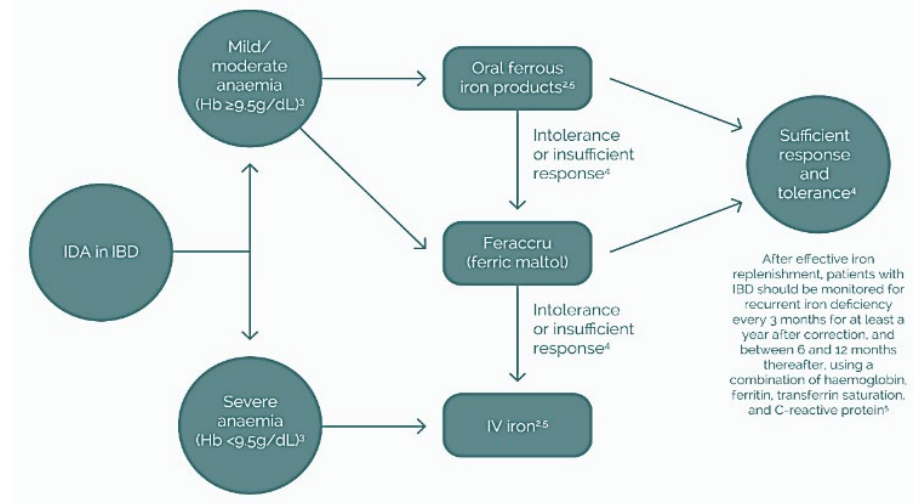 Mild/
moderate
anaemia
(Hb ≥9.5g/dL)³
Oral ferrous
iron products²·⁵
Intolerance
or insufficient
response⁴
Sufficient
response
and
tolerance⁴
IDA in IBD
Feraccru
(ferric maltol)
After effective iron
replenishment, patients with
IBD should be monitored for
recurrent iron deficiency
every 3 months for at least a
year after correction, and
between 6 and 12 months
thereafter, using a
combination of haemoglobin,
ferritin, transferrin saturation,
and C-reactive protein⁵
Intolerance
or insufficient
response⁴
Severe
anaemia
(Hb <9.5g/dL)³
IV iron²·⁵